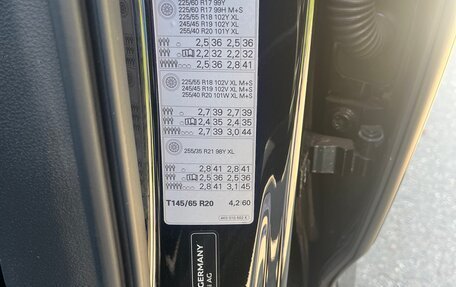 225/60 R17 99Y
225/60 R17 99H M+S
225/55 R18 102Y XL
245/45 R19 102Y XL
255/40 R20 101Y XL
2,5 36 2,5 36
2,2 32 2,2 32
2,5 36 2,8 41
225/55 R18 102V XL M+S
245/45 R19 102V XL M+S
255/40 R20 101W XL M+S
2,7 39 2,7 39
2,4 35 2,4 35
2,7 39 3,0 44
255/35 R21 98Y XL
2,8 41 2,8 41
2,5 36 2,5 36
2,8 41 3,1 45
T145/65 R20 4,2 60
GERMANY
AG